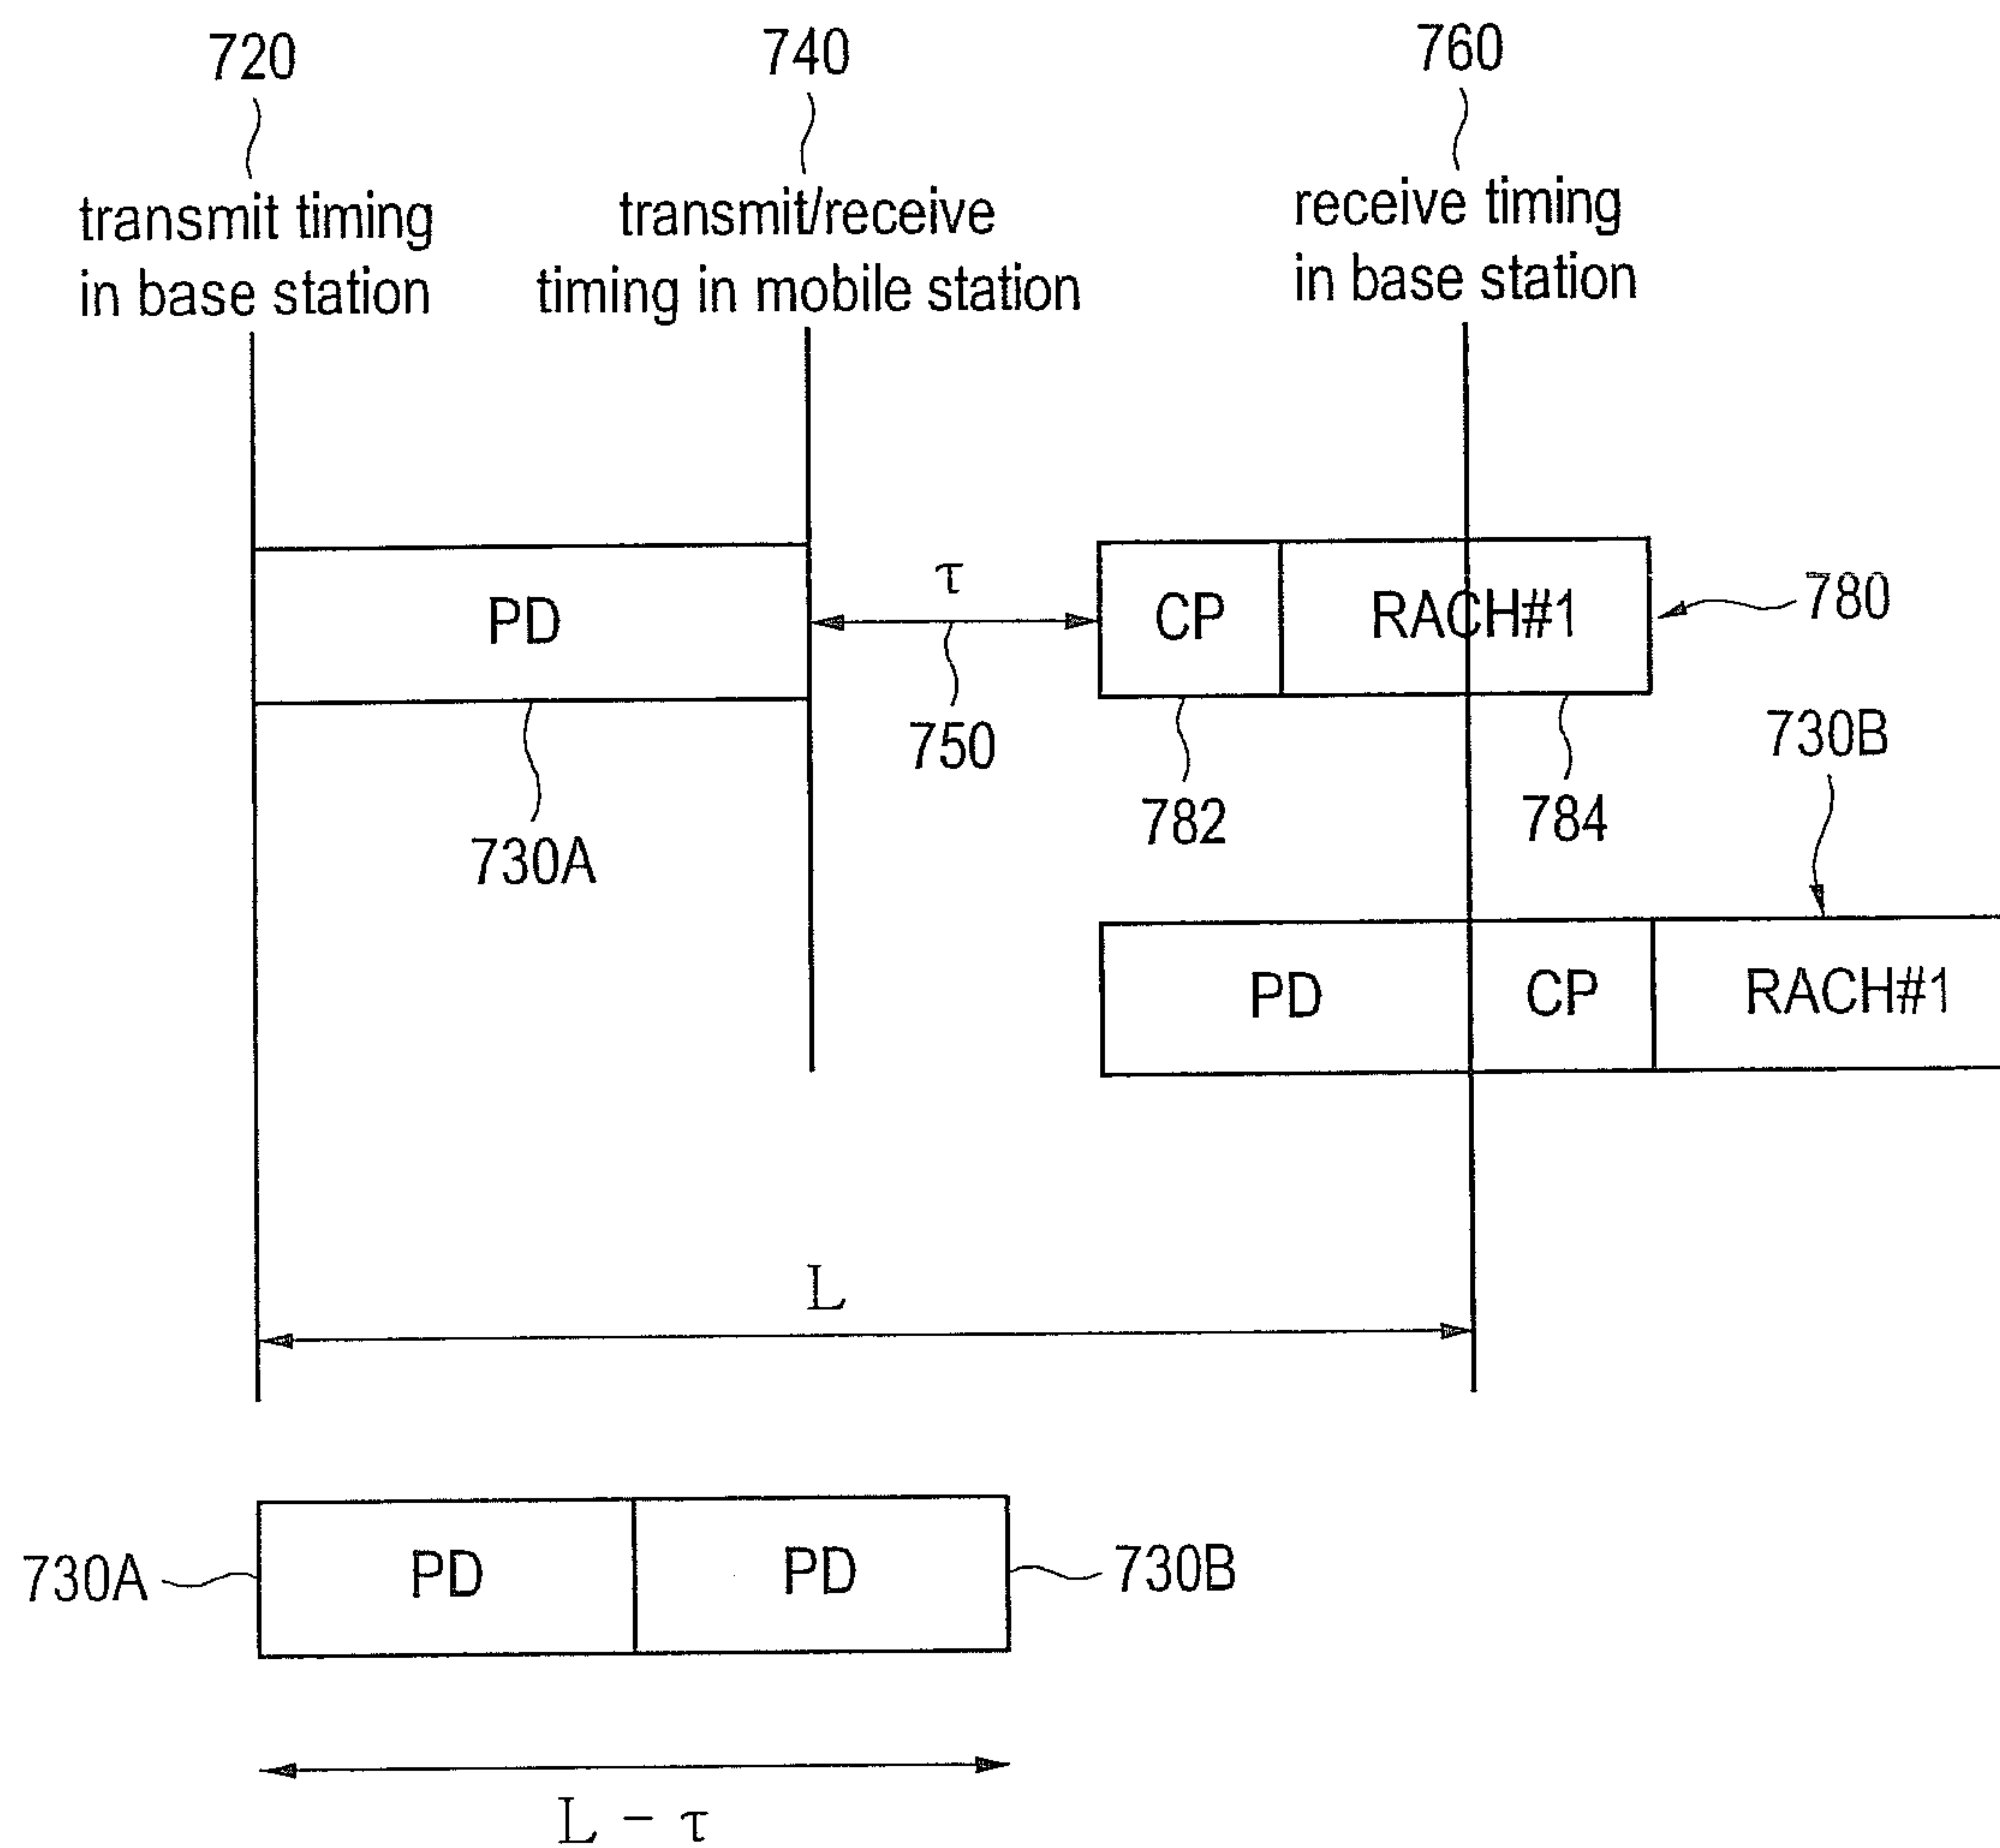 720
740
760
transmit timing
in base station
transmit/receive
timing in mobile station
receive timing
in base station
PD
τ
CP
RACH#1
780
750
730A
782
784
730B
PD
CP
RACH#1
L
730A
PD
PD
730B
L - τ